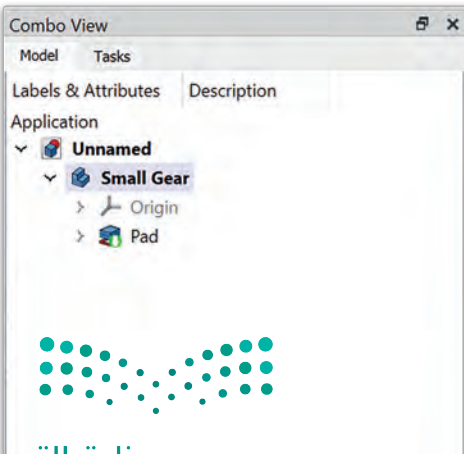 Combo View
Model Tasks
Labels & Attributes Description
Application
Unnamed
Small Gear
Origin
Pad